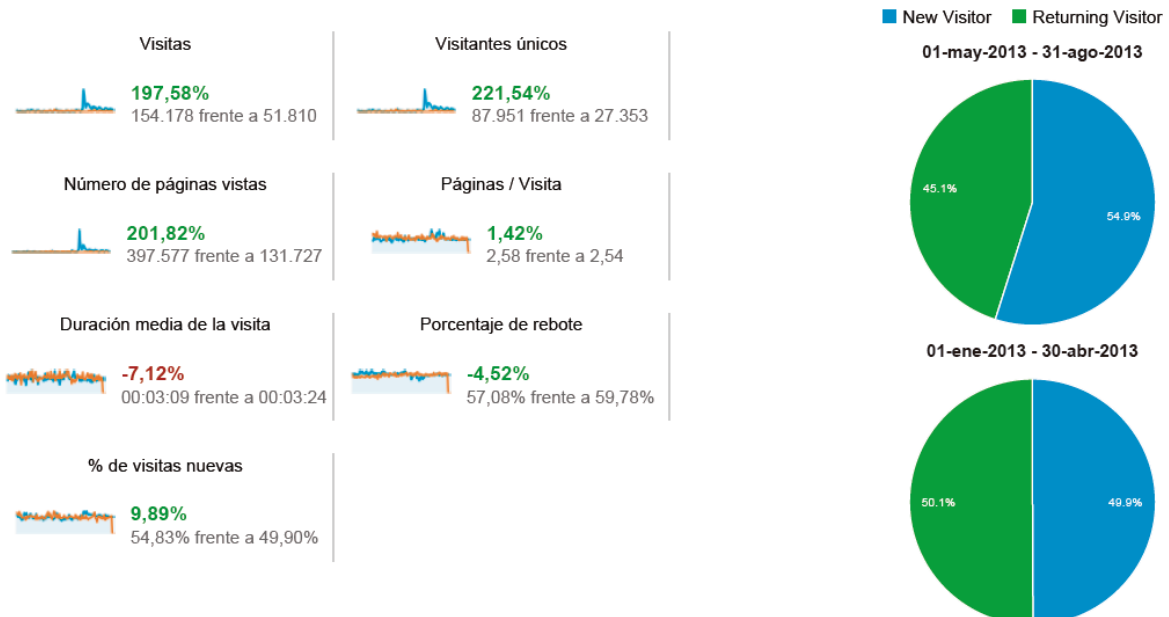 Visitas
197,58%
154.178 frente a 51.810
Visitantes únicos
221,54%
87.951 frente a 27.353
Número de páginas vistas
201,82%
397.577 frente a 131.727
Páginas / Visita
1,42%
2,58 frente a 2,54
Duración media de la visita
-7,12%
00:03:09 frente a 00:03:24
Porcentaje de rebote
-4,52%
57,08% frente a 59,78%
% de visitas nuevas
9,89%
54,83% frente a 49,90%
New Visitor
Returning Visitor
01-may-2013 - 31-ago-2013
45.1%
54.9%
01-ene-2013 - 30-abr-2013
50.1%
49.9%